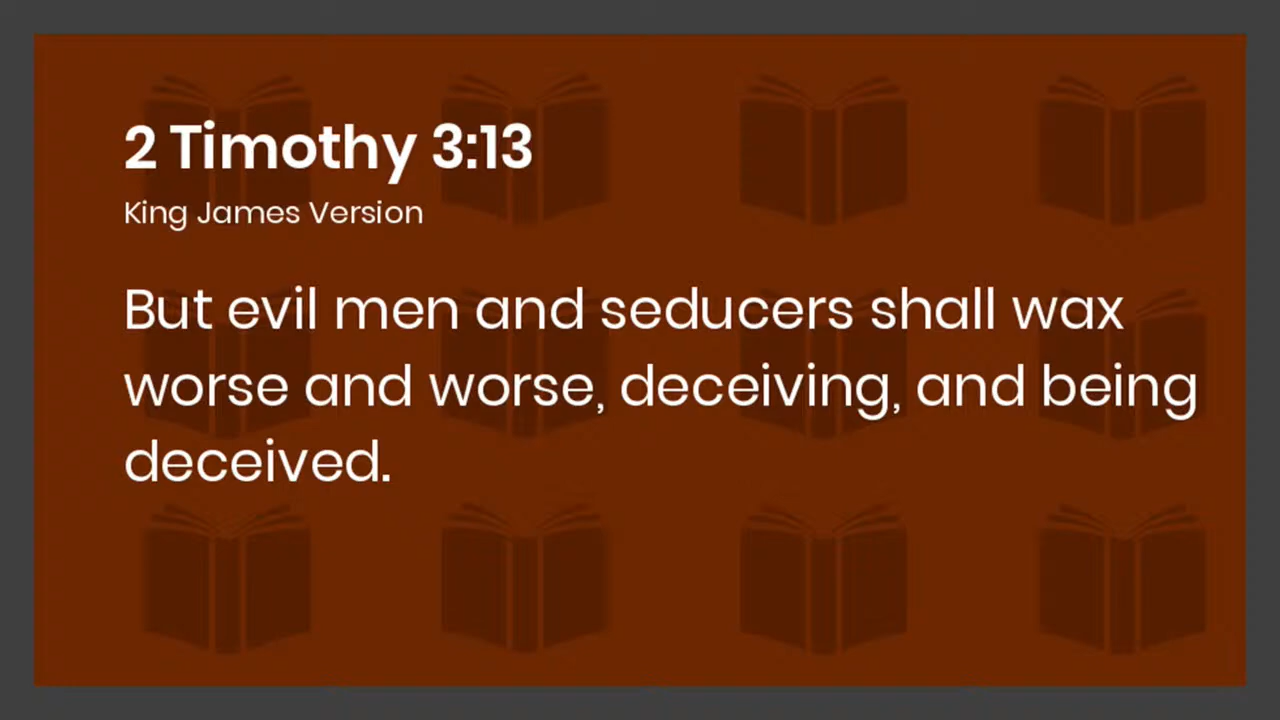 2 Timothy 3:13
King James Version
But evil men and seducers shall wax
worse and worse, deceiving, and being
deceived.